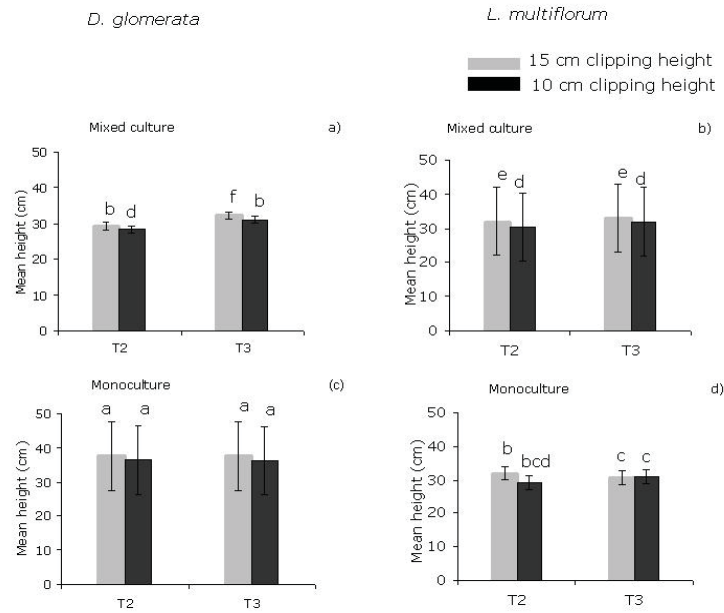 D. glomerata
L. multiflorum
15 cm clipping height
10 cm clipping height
Mixed culture
a)
Mean height (cm)
50
40
30
20
10
0
b
d
f
b
T2
T3
Mixed culture
b)
Mean height (cm)
50
40
30
20
10
0
e
d
e
d
T2
T3
Monoculture
(c)
Mean height (cm)
50
40
30
20
10
0
a
a
a
a
T2
T3
Monoculture
d)
Mean height (cm)
50
40
30
20
10
0
b
bcd
c
c
T2
T3